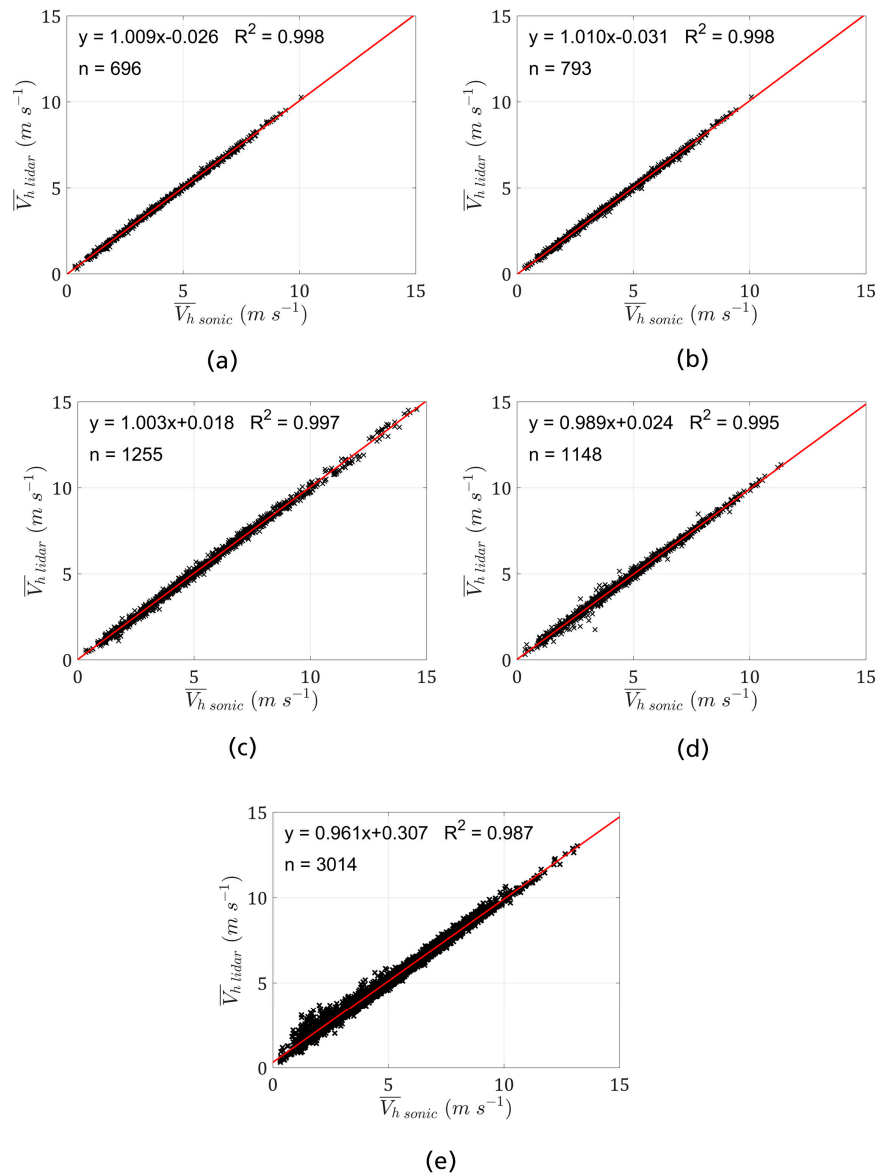 15
y = 1.009x-0.026 R² = 0.998
n = 696
10
5
0
0 5 10 15
V̅h lidar (m s⁻¹)
V̅h sonic (m s⁻¹)
(a)
15
y = 1.010x-0.031 R² = 0.998
n = 793
10
5
0
0 5 10 15
V̅h lidar (m s⁻¹)
V̅h sonic (m s⁻¹)
(b)
15
y = 1.003x+0.018 R² = 0.997
n = 1255
10
5
0
0 5 10 15
V̅h lidar (m s⁻¹)
V̅h sonic (m s⁻¹)
(c)
15
y = 0.989x+0.024 R² = 0.995
n = 1148
10
5
0
0 5 10 15
V̅h lidar (m s⁻¹)
V̅h sonic (m s⁻¹)
(d)
15
y = 0.961x+0.307 R² = 0.987
n = 3014
10
5
0
0 5 10 15
V̅h lidar (m s⁻¹)
V̅h sonic (m s⁻¹)
(e)